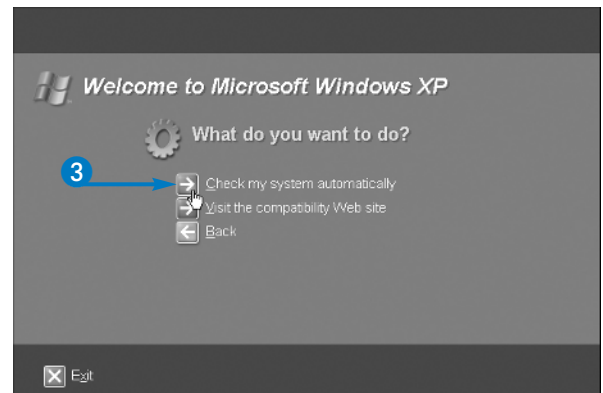 Welcome to Microsoft Windows XP
What do you want to do?
3
Check my system automatically
Visit the compatibility Web site
Back
Exit